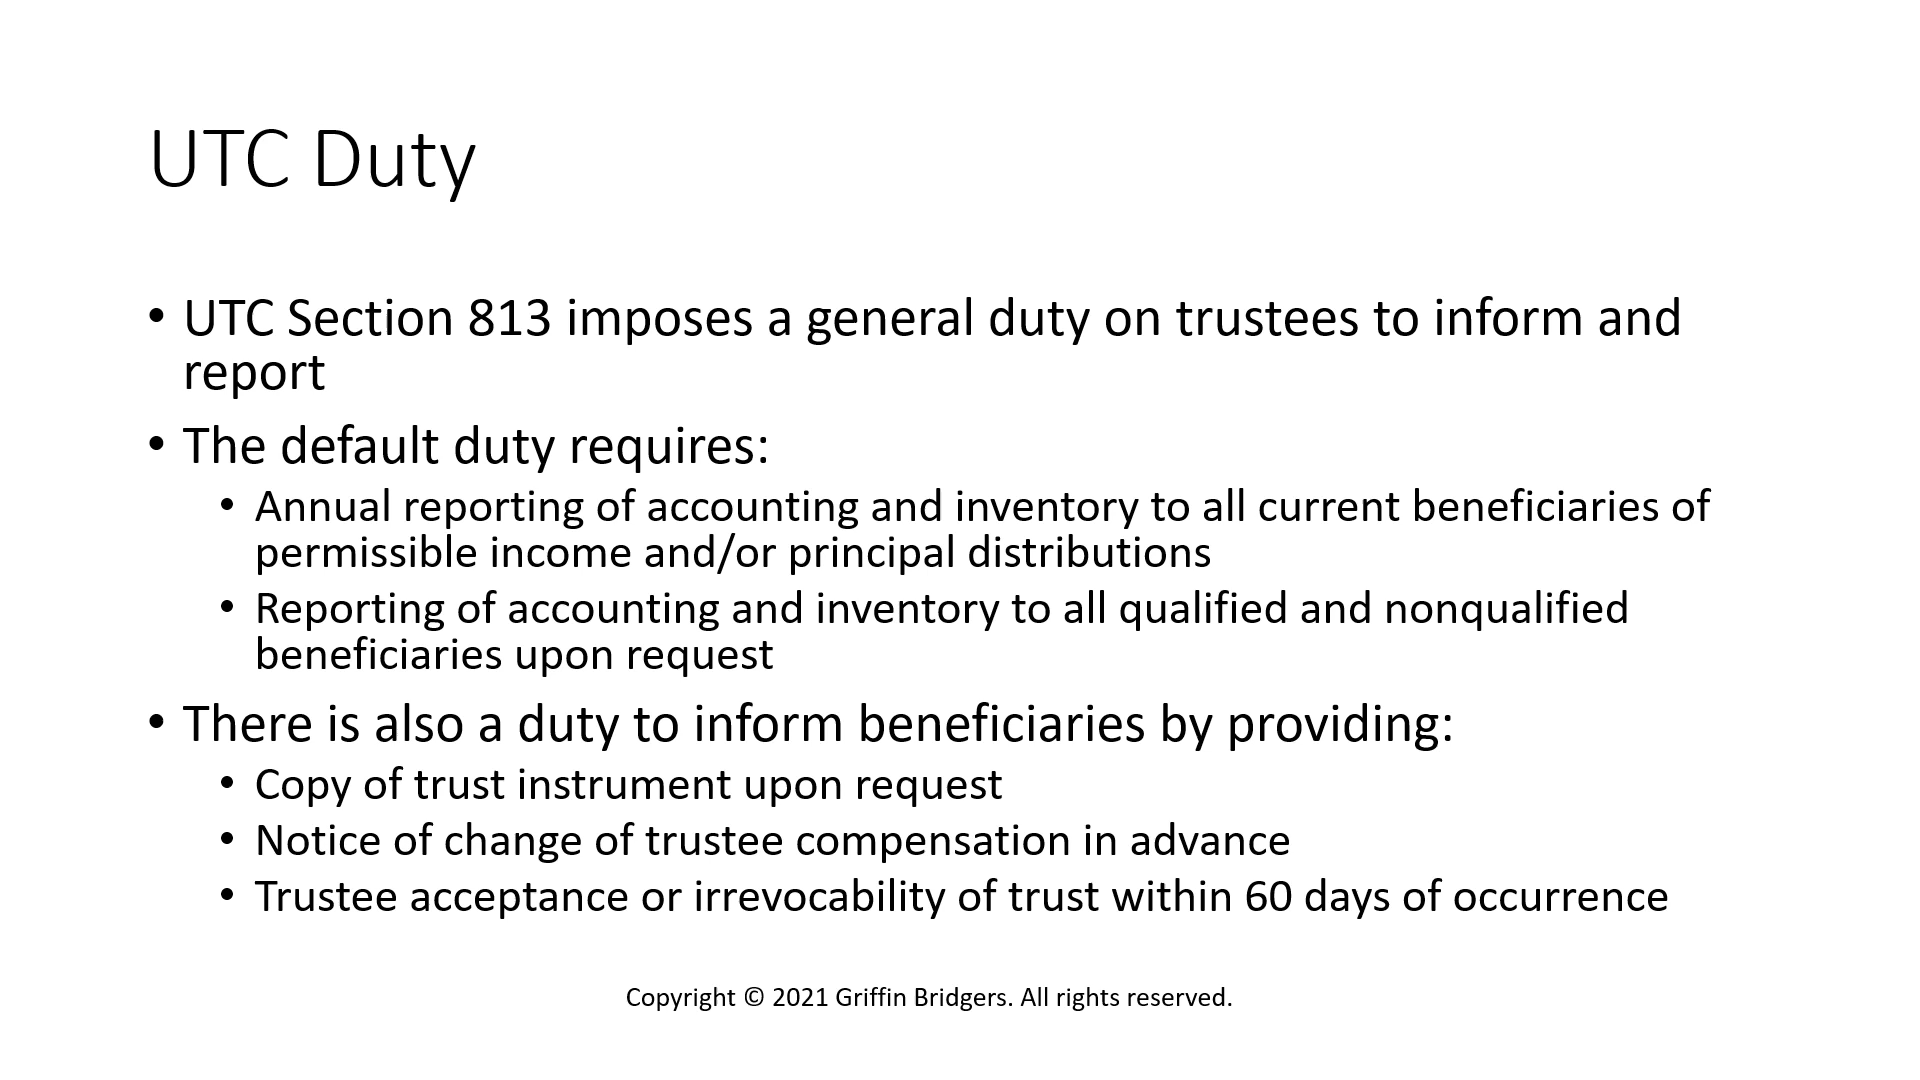 UTC Duty
• UTC Section 813 imposes a general duty on trustees to inform and
report
• The default duty requires:
• Annual reporting of accounting and inventory to all current beneficiaries of
permissible income and/or principal distributions
• Reporting of accounting and inventory to all qualified and nonqualified
beneficiaries upon request
• There is also a duty to inform beneficiaries by providing:
• Copy of trust instrument upon request
• Notice of change of trustee compensation in advance
• Trustee acceptance or irrevocability of trust within 60 days of occurrence
Copyright © 2021 Griffin Bridgers. All rights reserved.